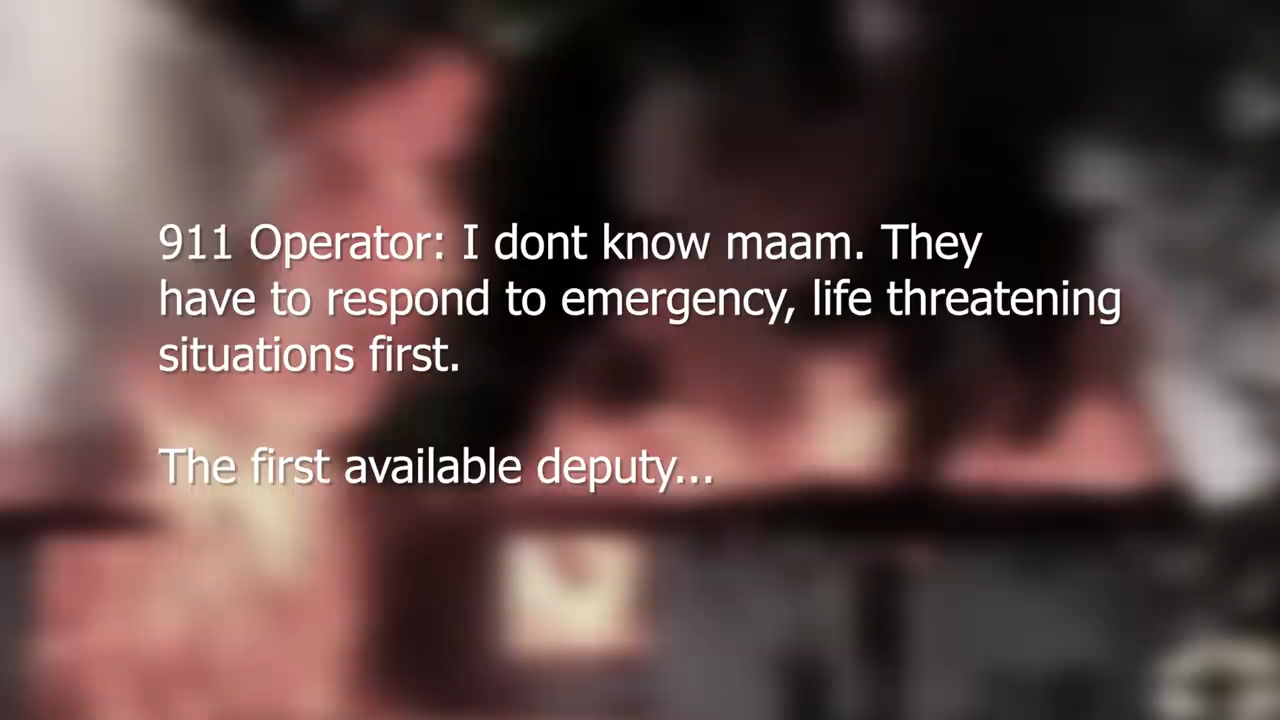 911 Operator: I dont know maam. They
have to respond to emergency, life threatening
situations first.
The first available deputy...